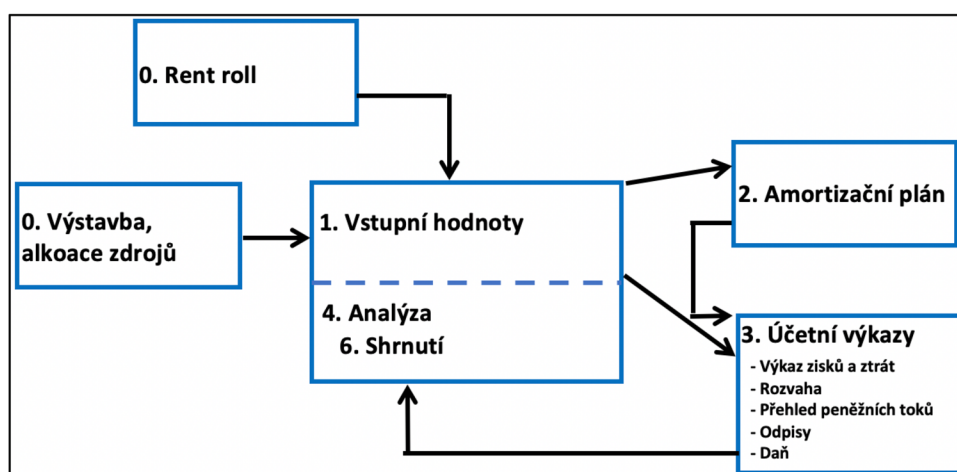 0. Rent roll
0. Výstavba,
alkoace zdrojů
1. Vstupní hodnoty
4. Analýza
6. Shrnutí
2. Amortizační plán
3. Účetní výkazy
- Výkaz zisků a ztrát
- Rozvaha
- Přehled peněžních toků
- Odpisy
- Daň